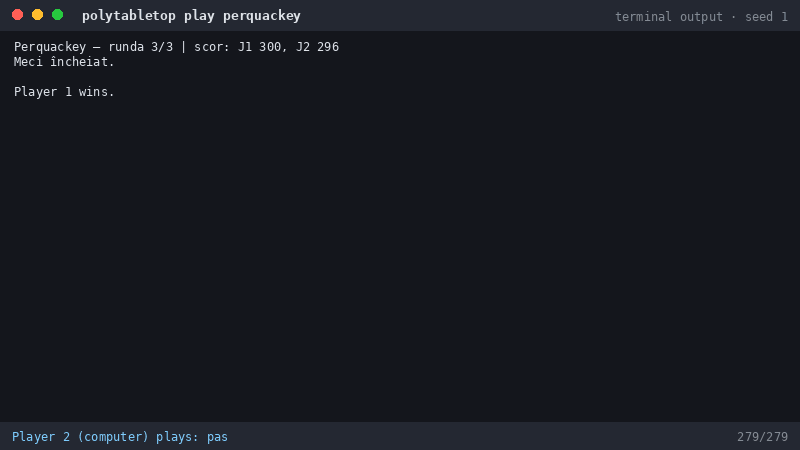 polytabletop play perquackey
terminal output · seed 1
Perquackey — runda 3/3 | scor: J1 300, J2 296
Meci încheiat.
Player 1 wins.
Player 2 (computer) plays: pas
279/279